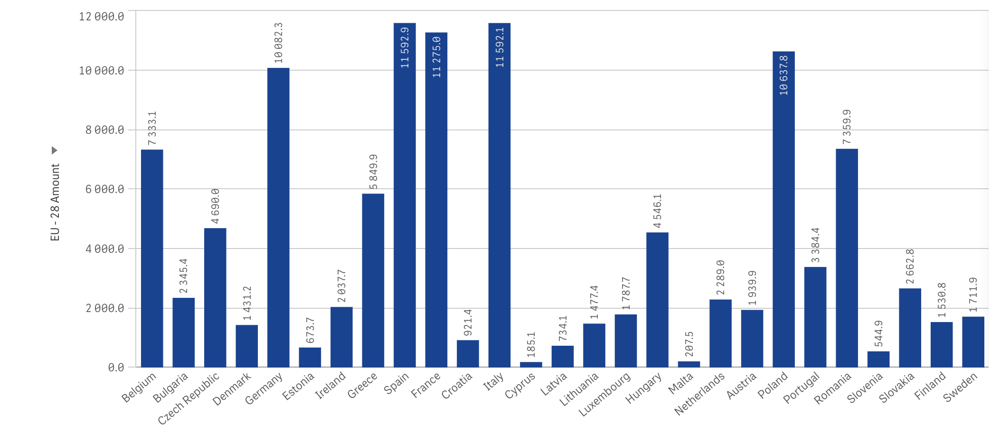 EU - 28 Amount
12 000.0
10 000.0
8 000.0
6 000.0
4 000.0
2 000.0
0.0
7 333.1
2 345.4
4 690.0
1 431.2
10 082.3
673.7
2 037.7
5 849.9
11 592.9
11 275.0
921.4
11 592.1
185.1
734.1
1 477.4
1 787.7
4 546.1
207.5
2 289.0
1 939.9
10 637.8
3 384.4
7 359.9
544.9
2 662.8
1 530.8
1 711.9
Belgium
Bulgaria
Czech Republic
Denmark
Germany
Estonia
Ireland
Greece
Spain
France
Croatia
Italy
Cyprus
Latvia
Lithuania
Luxembourg
Hungary
Malta
Netherlands
Austria
Poland
Portugal
Romania
Slovenia
Slovakia
Finland
Sweden